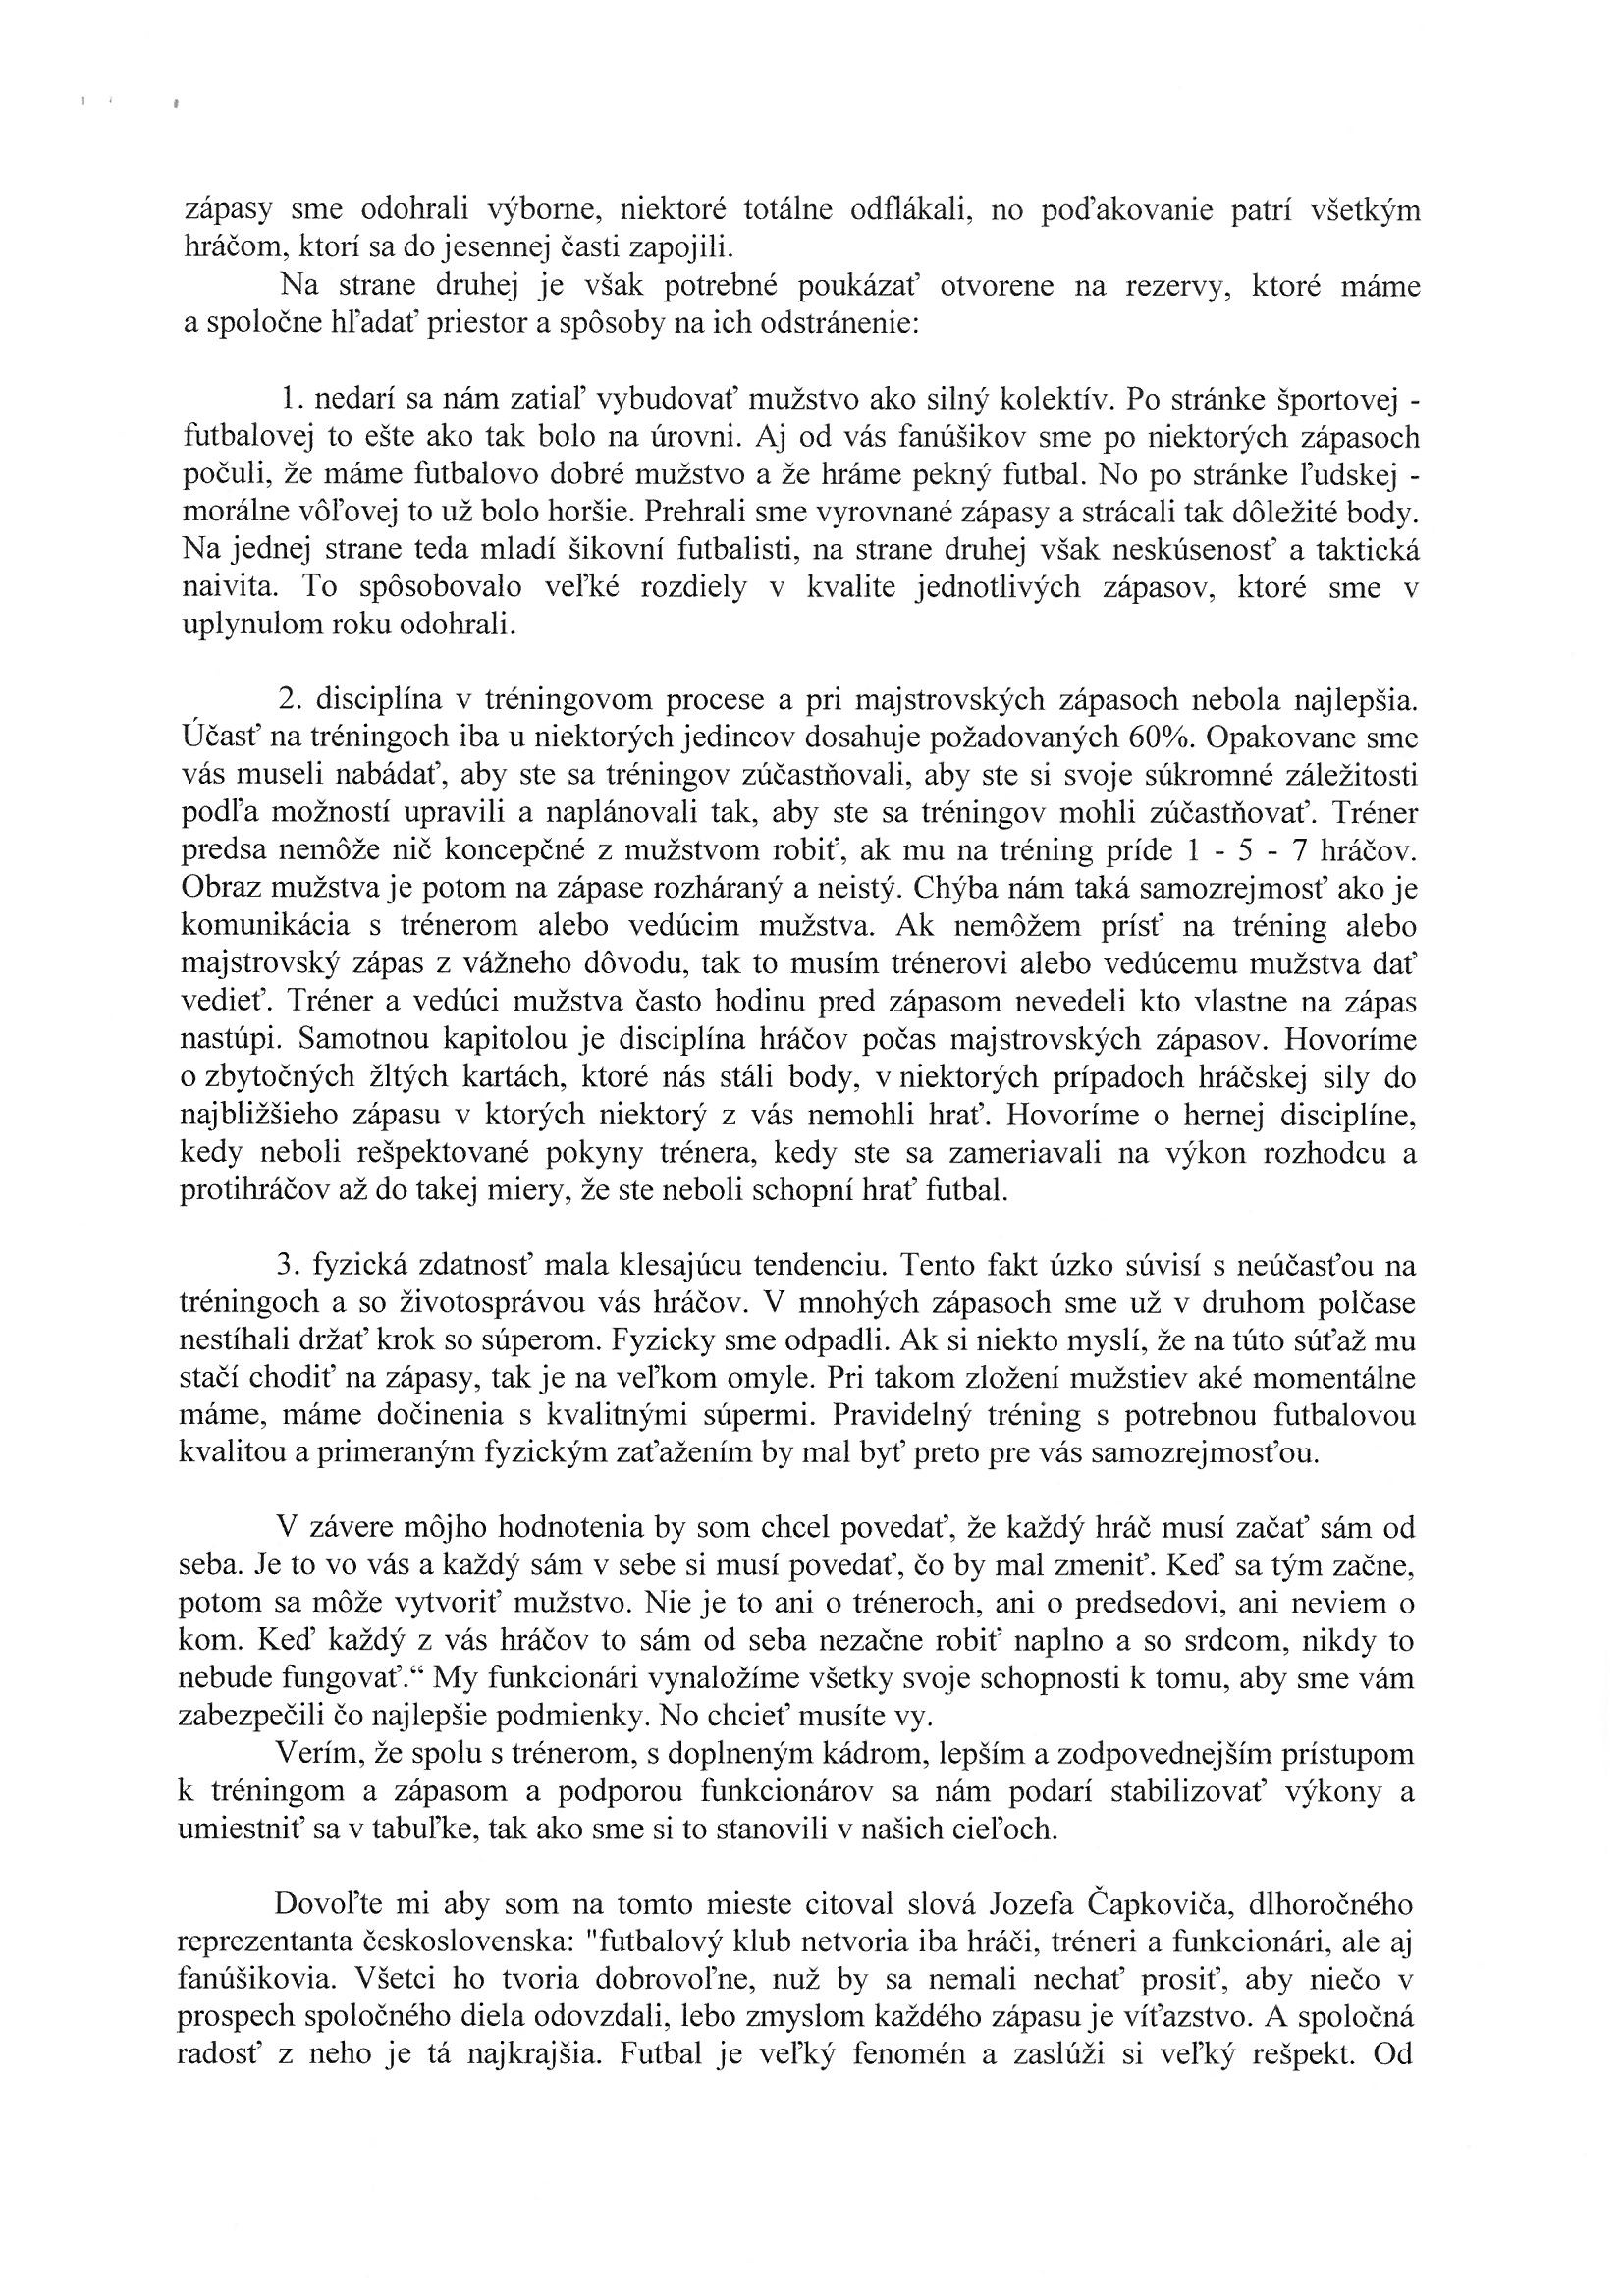 zápasy sme odohrali výborne, niektoré totálne odflákali, no poďakovanie patrí všetkým
hráčom, ktorí sa do jesennej časti zapojili.
Na strane druhej je však potrebné poukázať otvorene na rezervy, ktoré máme
a spoločne hľadať priestor a spôsoby na ich odstránenie:
1. nedarí sa nám zatiaľ vybudovať mužstvo ako silný kolektív. Po stránke športovej -
futbalovej to ešte ako tak bolo na úrovni. Aj od vás fanúšikov sme po niektorých zápasoch
počuli, že máme futbalovo dobré mužstvo a že hráme pekný futbal. No po stránke ľudskej -
morálne vôľovej to už bolo horšie. Prehrali sme vyrovnané zápasy a strácali tak dôležité body.
Na jednej strane teda mladí šikovní futbalisti, na strane druhej však neskúsenosť a taktická
naivita. To spôsobovalo veľké rozdiely v kvalite jednotlivých zápasov, ktoré sme v
uplynulom roku odohrali.
2. disciplína v tréningovom procese a pri majstrovských zápasoch nebola najlepšia.
Účasť na tréningoch iba u niektorých jedincov dosahuje požadovaných 60%. Opakovane sme
vás museli nabádať, aby ste sa tréningov zúčastňovali, aby ste si svoje súkromné záležitosti
podľa možností upravili a naplánovali tak, aby ste sa tréningov mohli zúčastňovať. Tréner
predsa nemôže nič koncepčné z mužstvom robiť, ak mu na tréning príde 1 - 5 - 7 hráčov.
Obraz mužstva je potom na zápase rozháraný a neistý. Chýba nám taká samozrejmosť ako je
komunikácia s trénerom alebo vedúcim mužstva. Ak nemôžem prísť na tréning alebo
majstrovský zápas z vážneho dôvodu, tak to musím trénerovi alebo vedúcemu mužstva dať
vedieť. Tréner a vedúci mužstva často hodinu pred zápasom nevedeli kto vlastne na zápas
nastúpi. Samotnou kapitolou je disciplína hráčov počas majstrovských zápasov. Hovoríme
o zbytočných žltých kartách, ktoré nás stáli body, v niektorých prípadoch hráčskej sily do
najbližšieho zápasu v ktorých niektorý z vás nemohli hrať. Hovoríme o hernej disciplíne,
kedy neboli rešpektované pokyny trénera, kedy ste sa zameriavali na výkon rozhodcu a
protihráčov až do takej miery, že ste neboli schopní hrať futbal.
3. fyzická zdatnosť mala klesajúcu tendenciu. Tento fakt úzko súvisí s neúčasťou na
tréningoch a so životosprávou vás hráčov. V mnohých zápasoch sme už v druhom polčase
nestíhali držať krok so súperom. Fyzicky sme odpadli. Ak si niekto myslí, že na túto súťaž mu
stačí chodiť na zápasy, tak je na veľkom omyle. Pri takom zložení mužstiev aké momentálne
máme, máme dočinenia s kvalitnými súpermi. Pravidelný tréning s potrebnou futbalovou
kvalitou a primeraným fyzickým zaťažením by mal byť preto pre vás samozrejmosťou.
V závere môjho hodnotenia by som chcel povedať, že každý hráč musí začať sám od
seba. Je to vo vás a každý sám v sebe si musí povedať, čo by mal zmeniť. Keď sa tým začne,
potom sa môže vytvoriť mužstvo. Nie je to ani o tréneroch, ani o predsedovi, ani neviem o
kom. Keď každý z vás hráčov to sám od seba nezačne robiť naplno a so srdcom, nikdy to
nebude fungovať.“ My funkcionári vynaložíme všetky svoje schopnosti k tomu, aby sme vám
zabezpečili čo najlepšie podmienky. No chcieť musíte vy.
Verím, že spolu s trénerom, s doplneným kádrom, lepším a zodpovednejším prístupom
k tréningom a zápasom a podporou funkcionárov sa nám podarí stabilizovať výkony a
umiestniť sa v tabuľke, tak ako sme si to stanovili v našich cieľoch.
Dovoľte mi aby som na tomto mieste citoval slová Jozefa Čapkoviča, dlhoročného
reprezentanta československa: "futbalový klub netvoria iba hráči, tréneri a funkcionári, ale aj
fanúšikovia. Všetci ho tvoria dobrovoľne, nuž by sa nemali nechať prosiť, aby niečo v
prospech spoločného diela odovzdali, lebo zmyslom každého zápasu je víťazstvo. A spoločná
radosť z neho je tá najkrajšia. Futbal je veľký fenomén a zaslúži si veľký rešpekt. Od